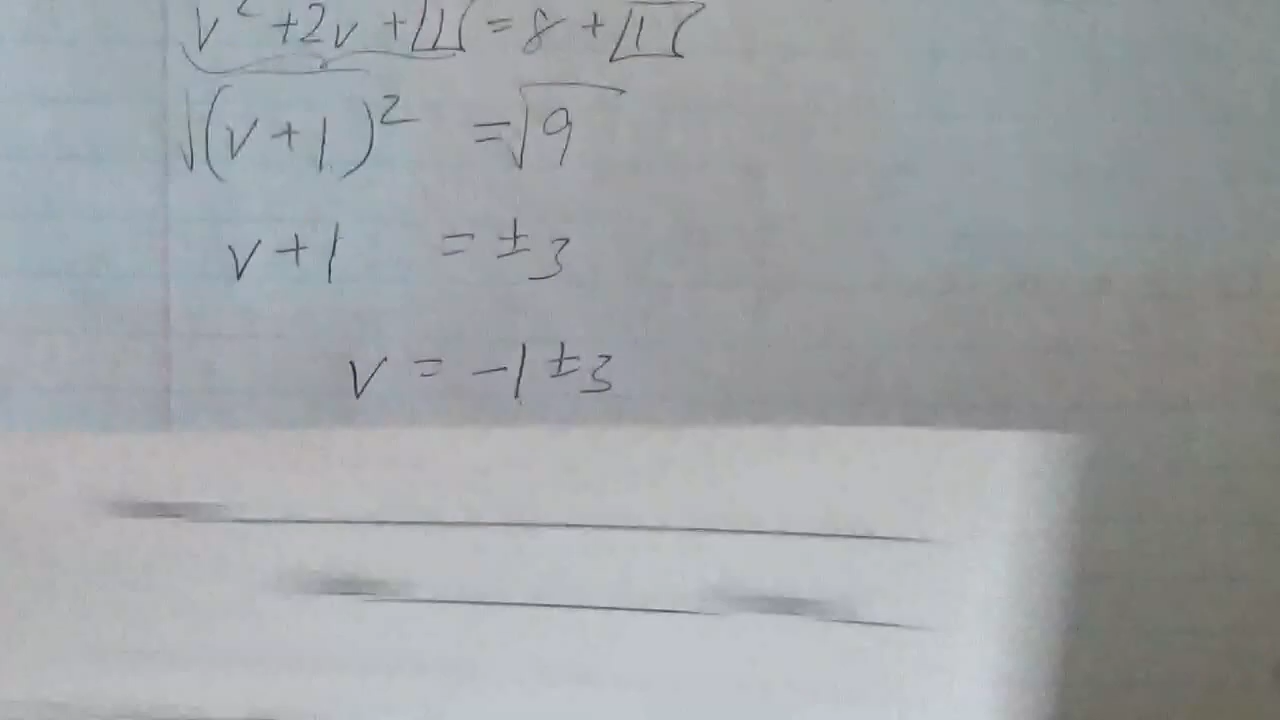 v² + 2v + 1 = 8 + 1
√(v + 1)² = √9
v + 1 = ± 3
v = -1 ± 3